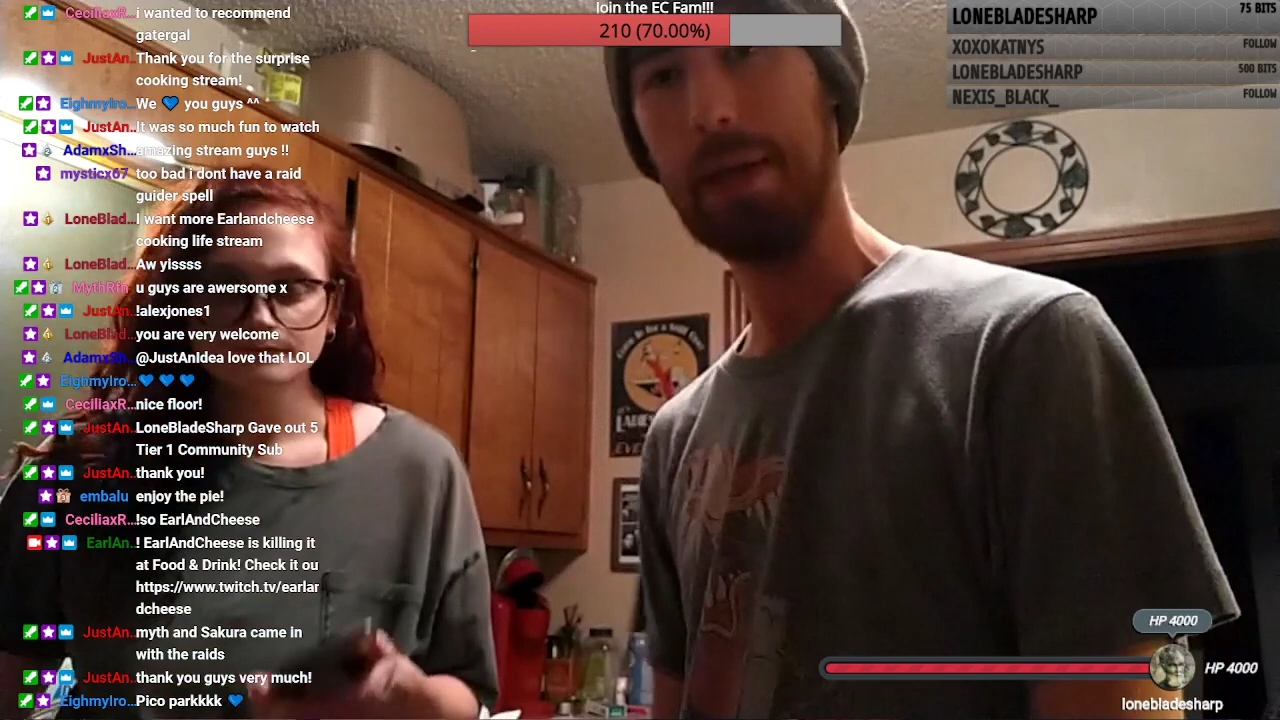 CeciliaxR... i wanted to recommend
gatergal
JustAn.. Thank you for the surprise
cooking stream!
EighmyIro... We 💙 you guys ^^
JustAn.. It was so much fun to watch
AdamxSh... amazing stream guys !!
mysticx67 too bad i dont have a raid
guider spell
LoneBlad... I want more Earlandcheese
cooking life stream
LoneBlad... Aw yissss
MythRfn u guys are awersome x
JustAn.. !alexjones1
LoneBlad... you are very welcome
AdamxSh... @JustAnIdea love that LOL
EighmyIro... 💙 💙 💙
CeciliaxR... nice floor!
JustAn.. LoneBladeSharp Gave out 5
Tier 1 Community Sub
JustAn.. thank you!
embalu enjoy the pie!
CeciliaxR... !so EarlAndCheese
EarlAn.. ! EarlAndCheese is killing it
at Food & Drink! Check it ou
https://www.twitch.tv/earlar
dcheese
JustAn.. myth and Sakura came in
with the raids
JustAn.. thank you guys very much!
EighmyIro... Pico parkkkk 💙
Join the EC Fam!!!
210 (70.00%)
LONEBLADESHARP 75 BITS
XOXOKATNYS FOLLOW
LONEBLADESHARP 500 BITS
NEXIS_BLACK_ FOLLOW
HP 4000
HP 4000
lonebladesharp